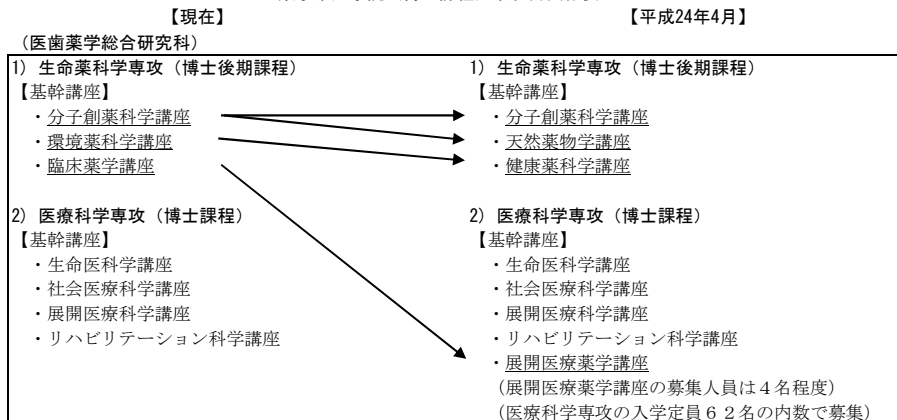 【現在】 【平成24年4月】
(医歯薬学総合研究科)
1) 生命薬科学専攻(博士後期課程) 1) 生命薬科学専攻(博士後期課程)
【基幹講座】 【基幹講座】
・分子創薬科学講座 ・分子創薬科学講座
・環境薬科学講座 ・天然薬物学講座
・臨床薬学講座 ・健康薬科学講座
2) 医療科学専攻(博士課程) 2) 医療科学専攻(博士課程)
【基幹講座】 【基幹講座】
・生命医科学講座 ・生命医科学講座
・社会医療科学講座 ・社会医療科学講座
・展開医療科学講座 ・展開医療科学講座
・リハビリテーション科学講座 ・リハビリテーション科学講座
・展開医療薬学講座
(展開医療薬学講座の募集人員は4名程度)
(医療科学専攻の入学定員62名の内数で募集)